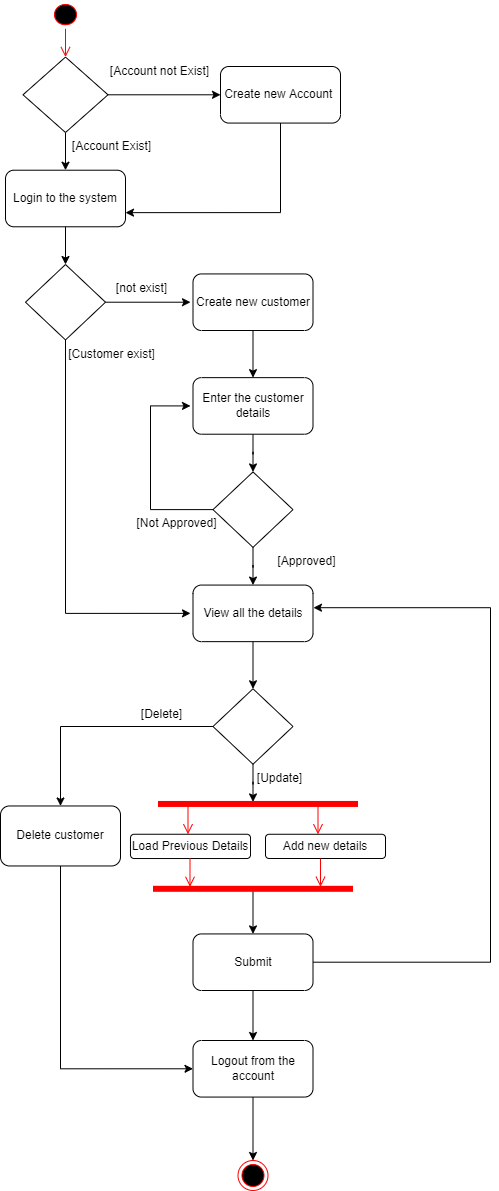 [Account not Exist]
Create new Account
[Account Exist]
Login to the system
[not exist]
Create new customer
[Customer exist]
Enter the customer
details
[Not Approved]
[Approved]
View all the details
[Delete]
[Update]
Delete customer
Load Previous Details
Add new details
Submit
Logout from the
account